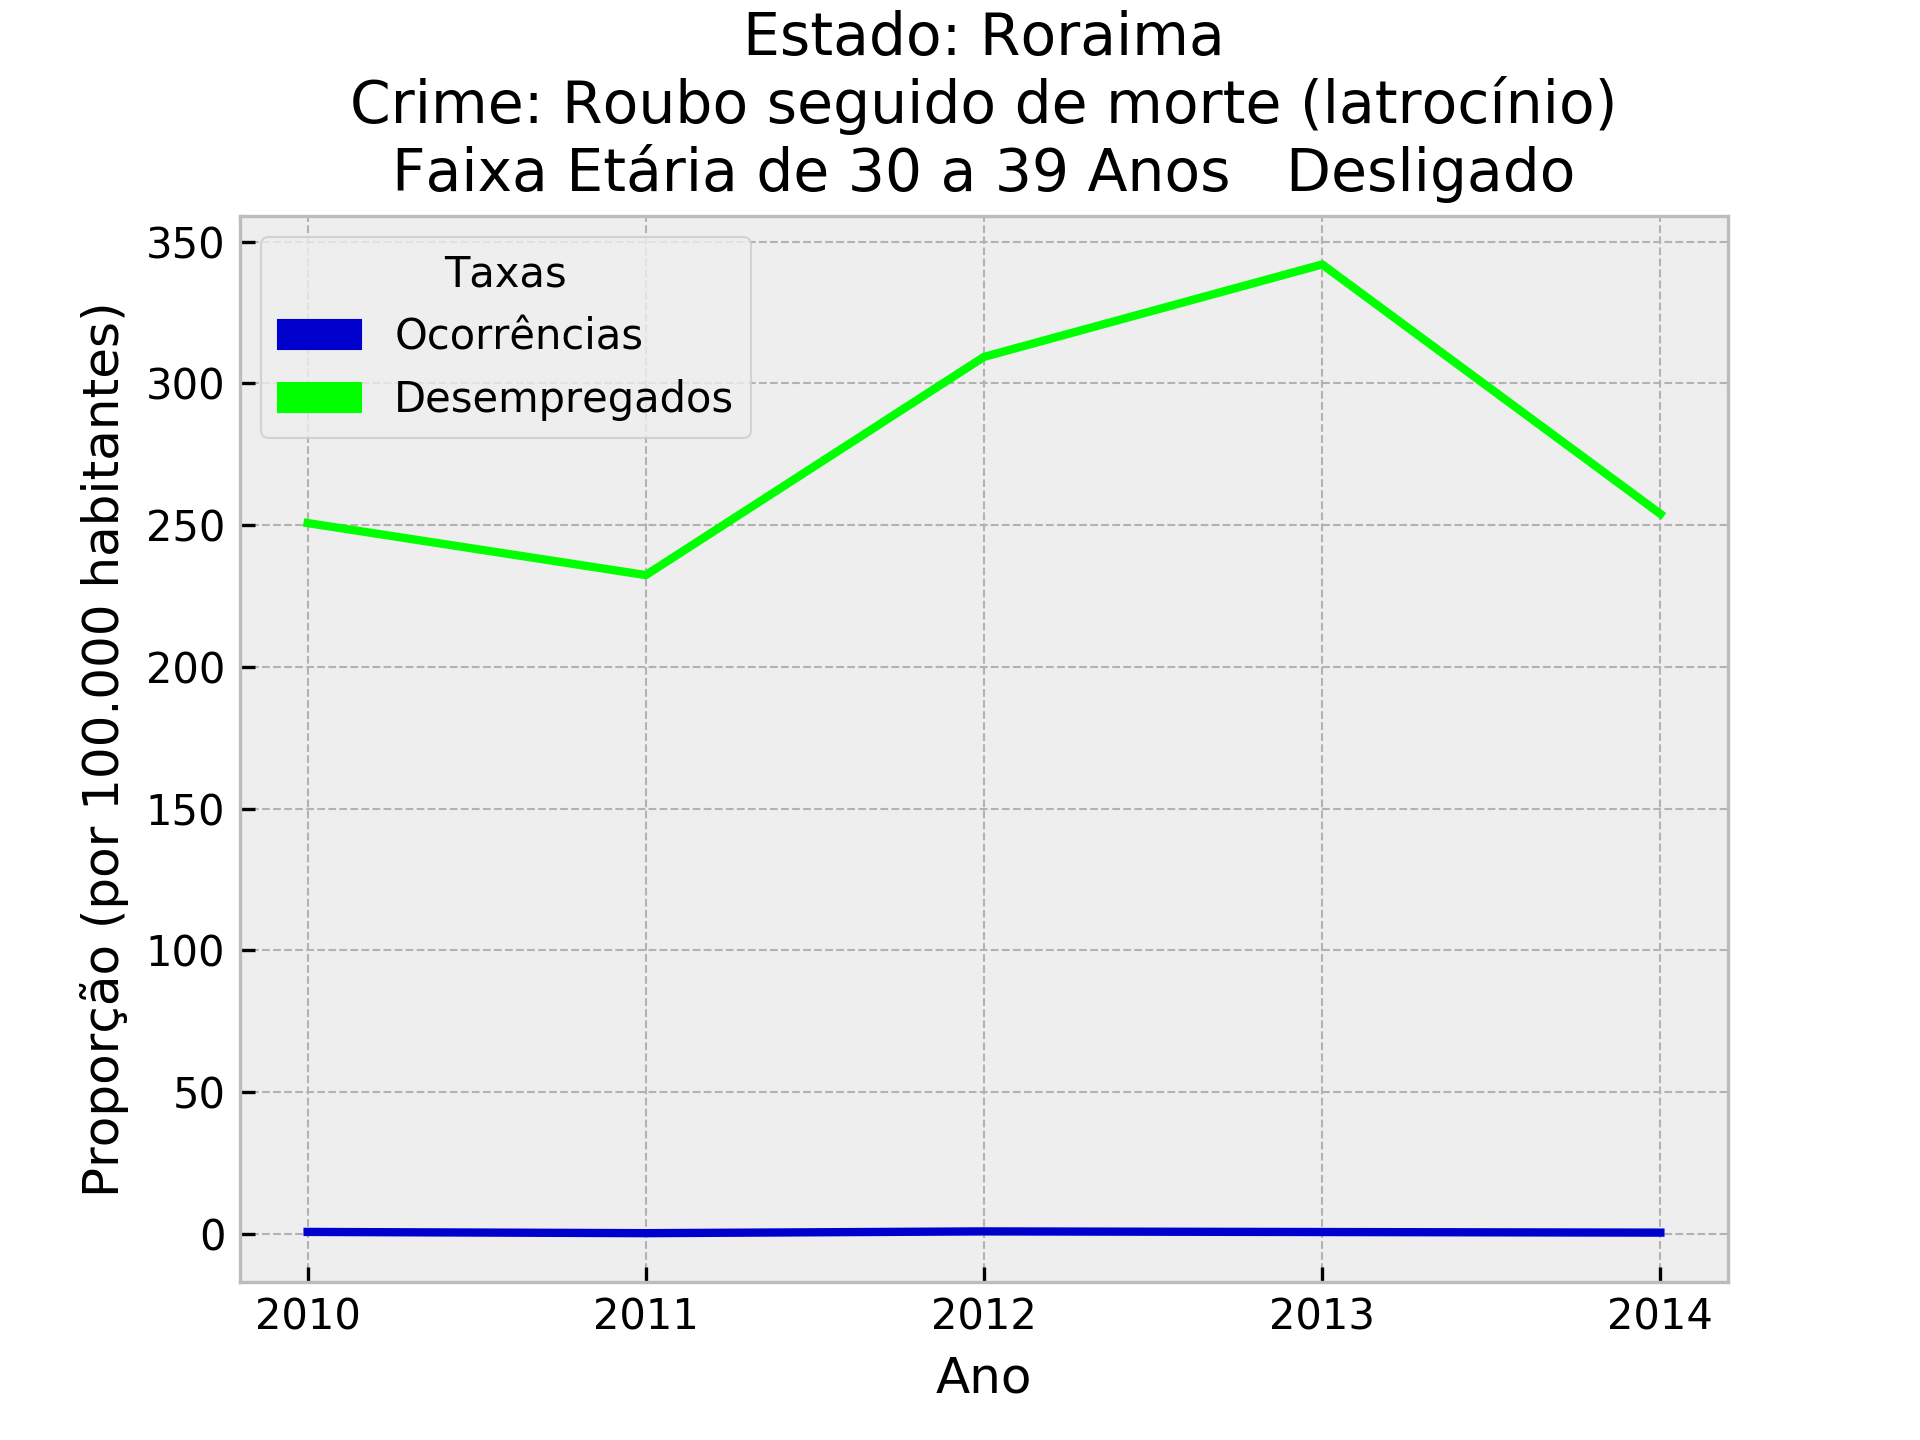 Estado: Roraima
Crime: Roubo seguido de morte (latrocínio)
Faixa Etária de 30 a 39 Anos   Desligado
Proporção (por 100.000 habitantes)
350
300
250
200
150
100
50
0
Taxas
Ocorrências
Desempregados
2010 2011 2012 2013 2014
Ano